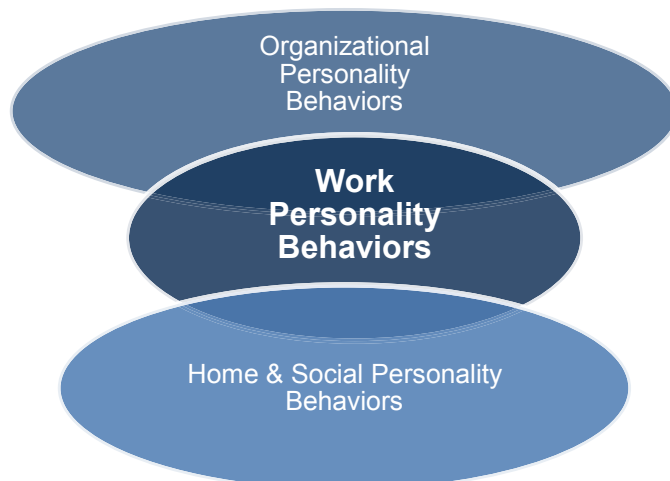 Organizational
Personality
Behaviors
Work
Personality
Behaviors
Home & Social Personality
Behaviors